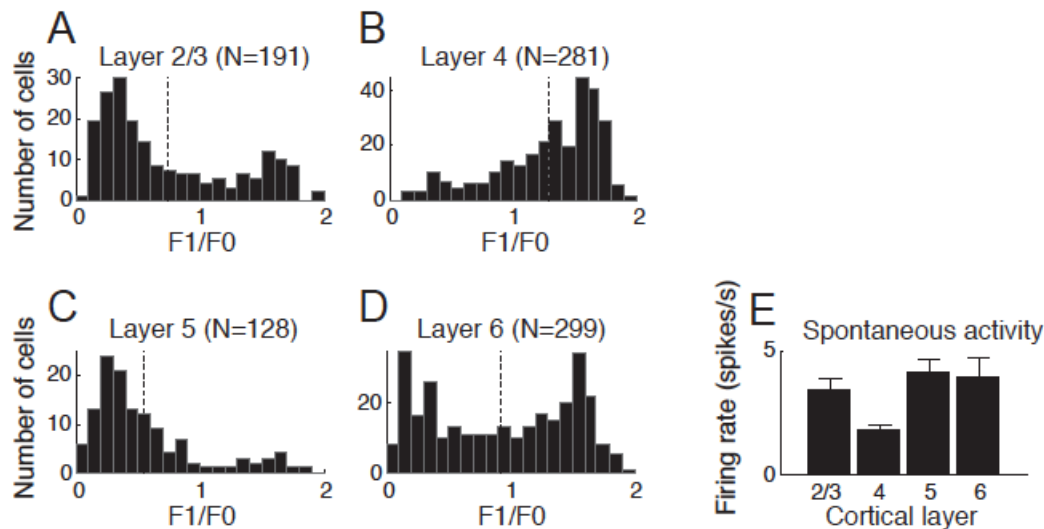 A
Layer 2/3 (N=191)
Number of cells
30
20
10
0
0 1 2
F1/F0
B
Layer 4 (N=281)
40
20
0
0 1 2
F1/F0
C
Layer 5 (N=128)
Number of cells
20
10
0
0 1 2
F1/F0
D
Layer 6 (N=299)
20
0 1 2
F1/F0
E
Spontaneous activity
Firing rate (spikes/s)
5
0
2/3 4 5 6
Cortical layer